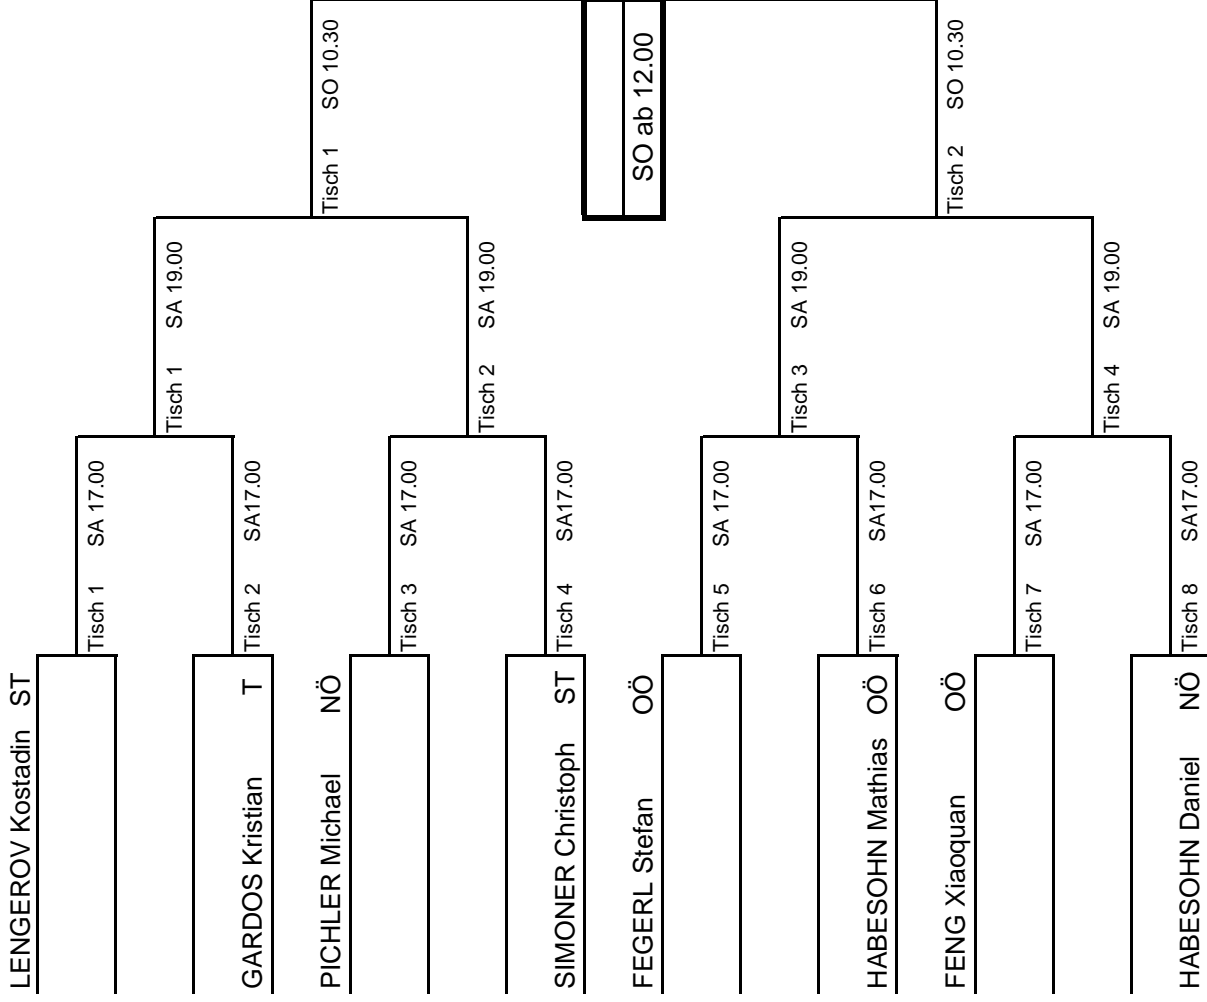 LENGEROV Kostadin ST
GARDOS Kristian T
PICHLER Michael NÖ
SIMONER Christoph ST
FEGERL Stefan OÖ
HABESOHN Mathias OÖ
FENG Xiaoquan OÖ
HABESOHN Daniel NÖ
Tisch 1 SA 17.00
Tisch 2 SA17.00
Tisch 3 SA 17.00
Tisch 4 SA17.00
Tisch 5 SA 17.00
Tisch 6 SA17.00
Tisch 7 SA 17.00
Tisch 8 SA17.00
Tisch 1 SA 19.00
Tisch 2 SA 19.00
Tisch 3 SA 19.00
Tisch 4 SA 19.00
Tisch 1 SO 10.30
Tisch 2 SO 10.30
SO ab 12.00